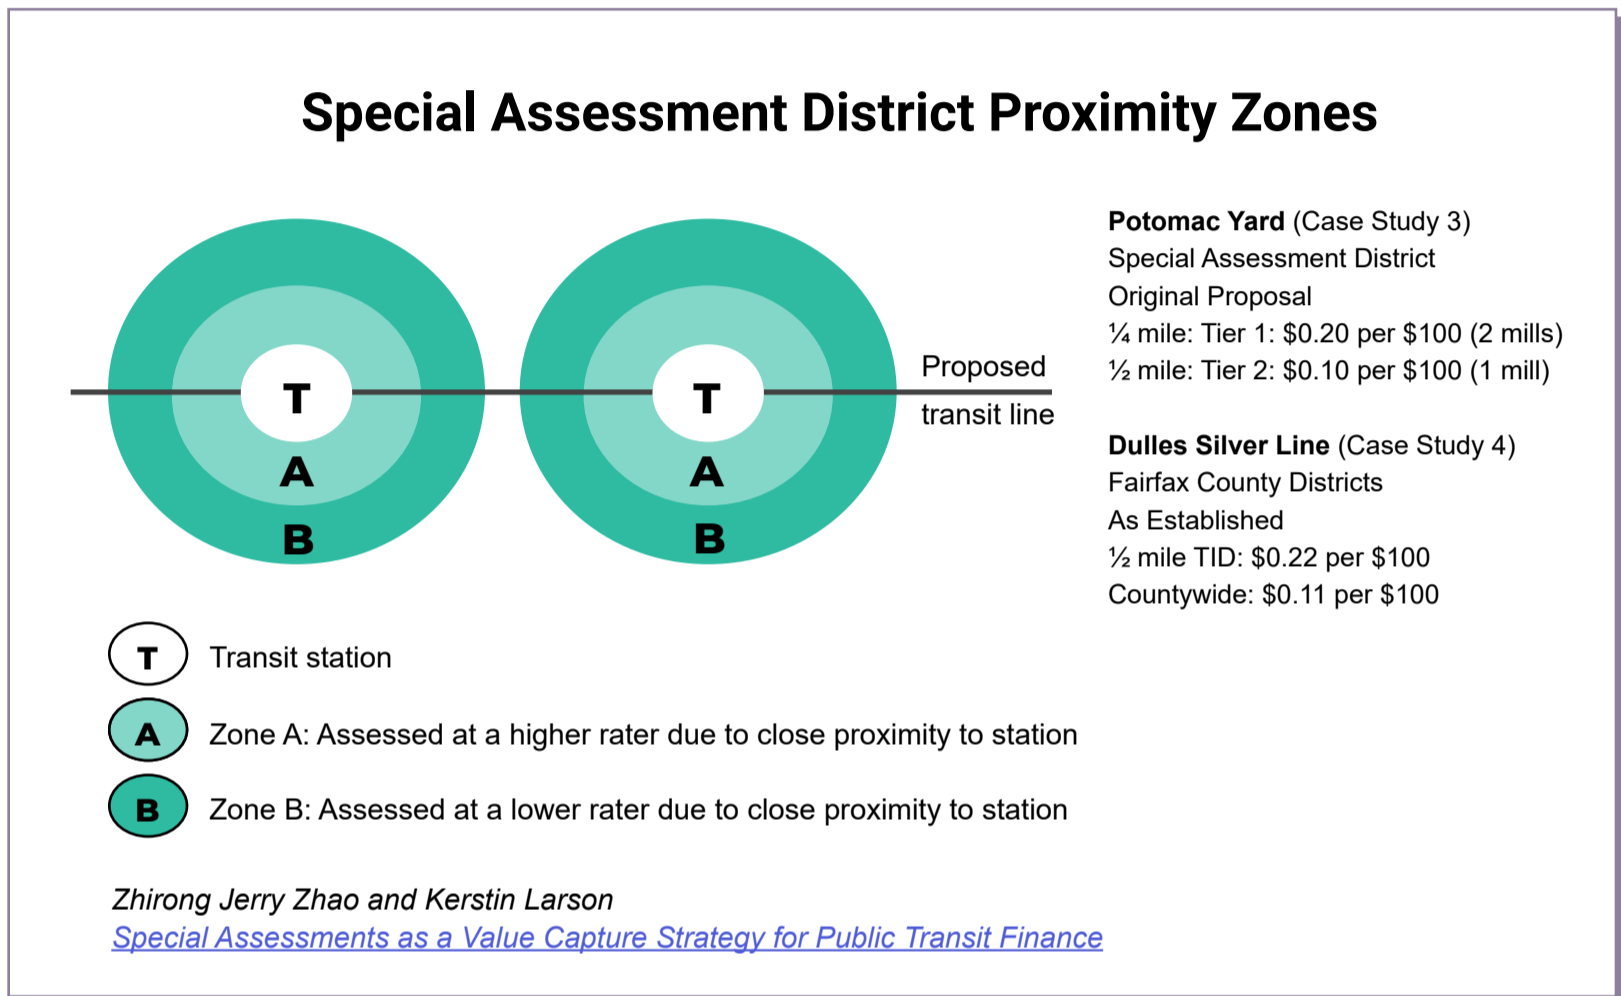 Special Assessment District Proximity Zones
T
A
B
T
A
B
Proposed
transit line
Potomac Yard (Case Study 3)
Special Assessment District
Original Proposal
¼ mile: Tier 1: $0.20 per $100 (2 mills)
½ mile: Tier 2: $0.10 per $100 (1 mill)
Dulles Silver Line (Case Study 4)
Fairfax County Districts
As Established
½ mile TID: $0.22 per $100
Countywide: $0.11 per $100
T Transit station
A Zone A: Assessed at a higher rater due to close proximity to station
B Zone B: Assessed at a lower rater due to close proximity to station
Zhirong Jerry Zhao and Kerstin Larson
Special Assessments as a Value Capture Strategy for Public Transit Finance